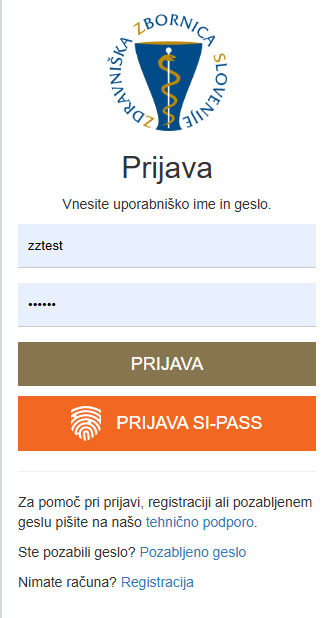 ZDRAVNIŠKA ZBORNICA SLOVENIJE
Prijava
Vnesite uporabniško ime in geslo.
zztest
••••••
PRIJAVA
PRIJAVA SI-PASS
Za pomoč pri prijavi, registraciji ali pozabljenem
geslu pišite na našo tehnično podporo.
Ste pozabili geslo? Pozabljeno geslo
Nimate računa? Registracija